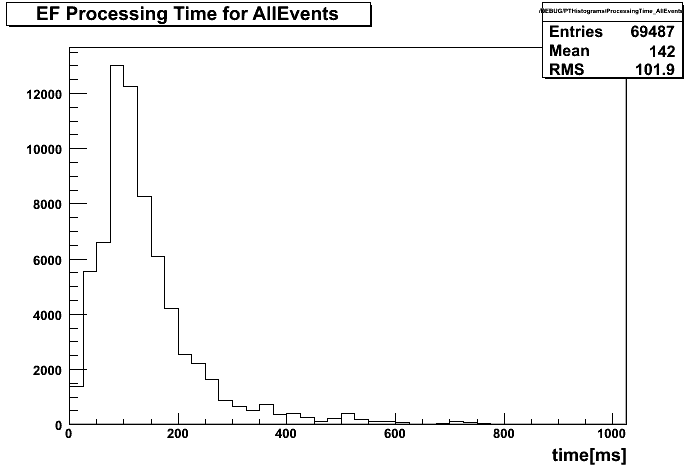 EF Processing Time for AllEvents
/DEBUG/PTHistograms/ProcessingTime_AllEvents
Entries 69487
Mean 142
RMS 101.9
12000
10000
8000
6000
4000
2000
0
0 200 400 600 800 1000
time[ms]